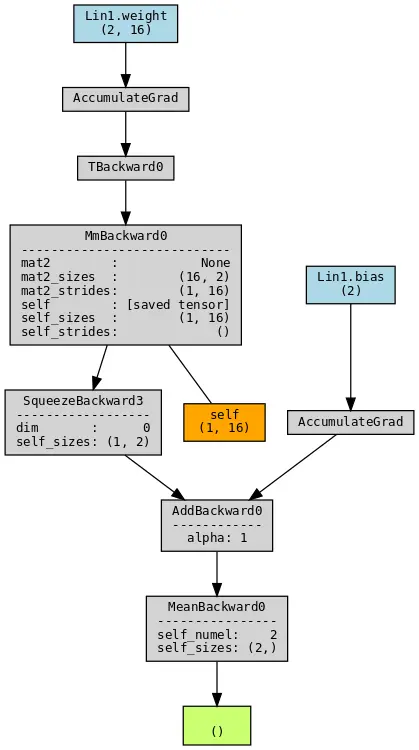 Lin1.weight
(2, 16)
AccumulateGrad
TBackward0
MmBackward0
----------------------------
mat2        :           None
mat2_sizes  :        (16, 2)
mat2_strides:        (1, 16)
self        : [saved tensor]
self_sizes  :        (1, 16)
self_strides:             ()
Lin1.bias
(2)
SqueezeBackward3
------------------
dim       :      0
self_sizes: (1, 2)
self
(1, 16)
AccumulateGrad
AddBackward0
------------
alpha: 1
MeanBackward0
----------------
self_numel:    2
self_sizes: (2,)
()